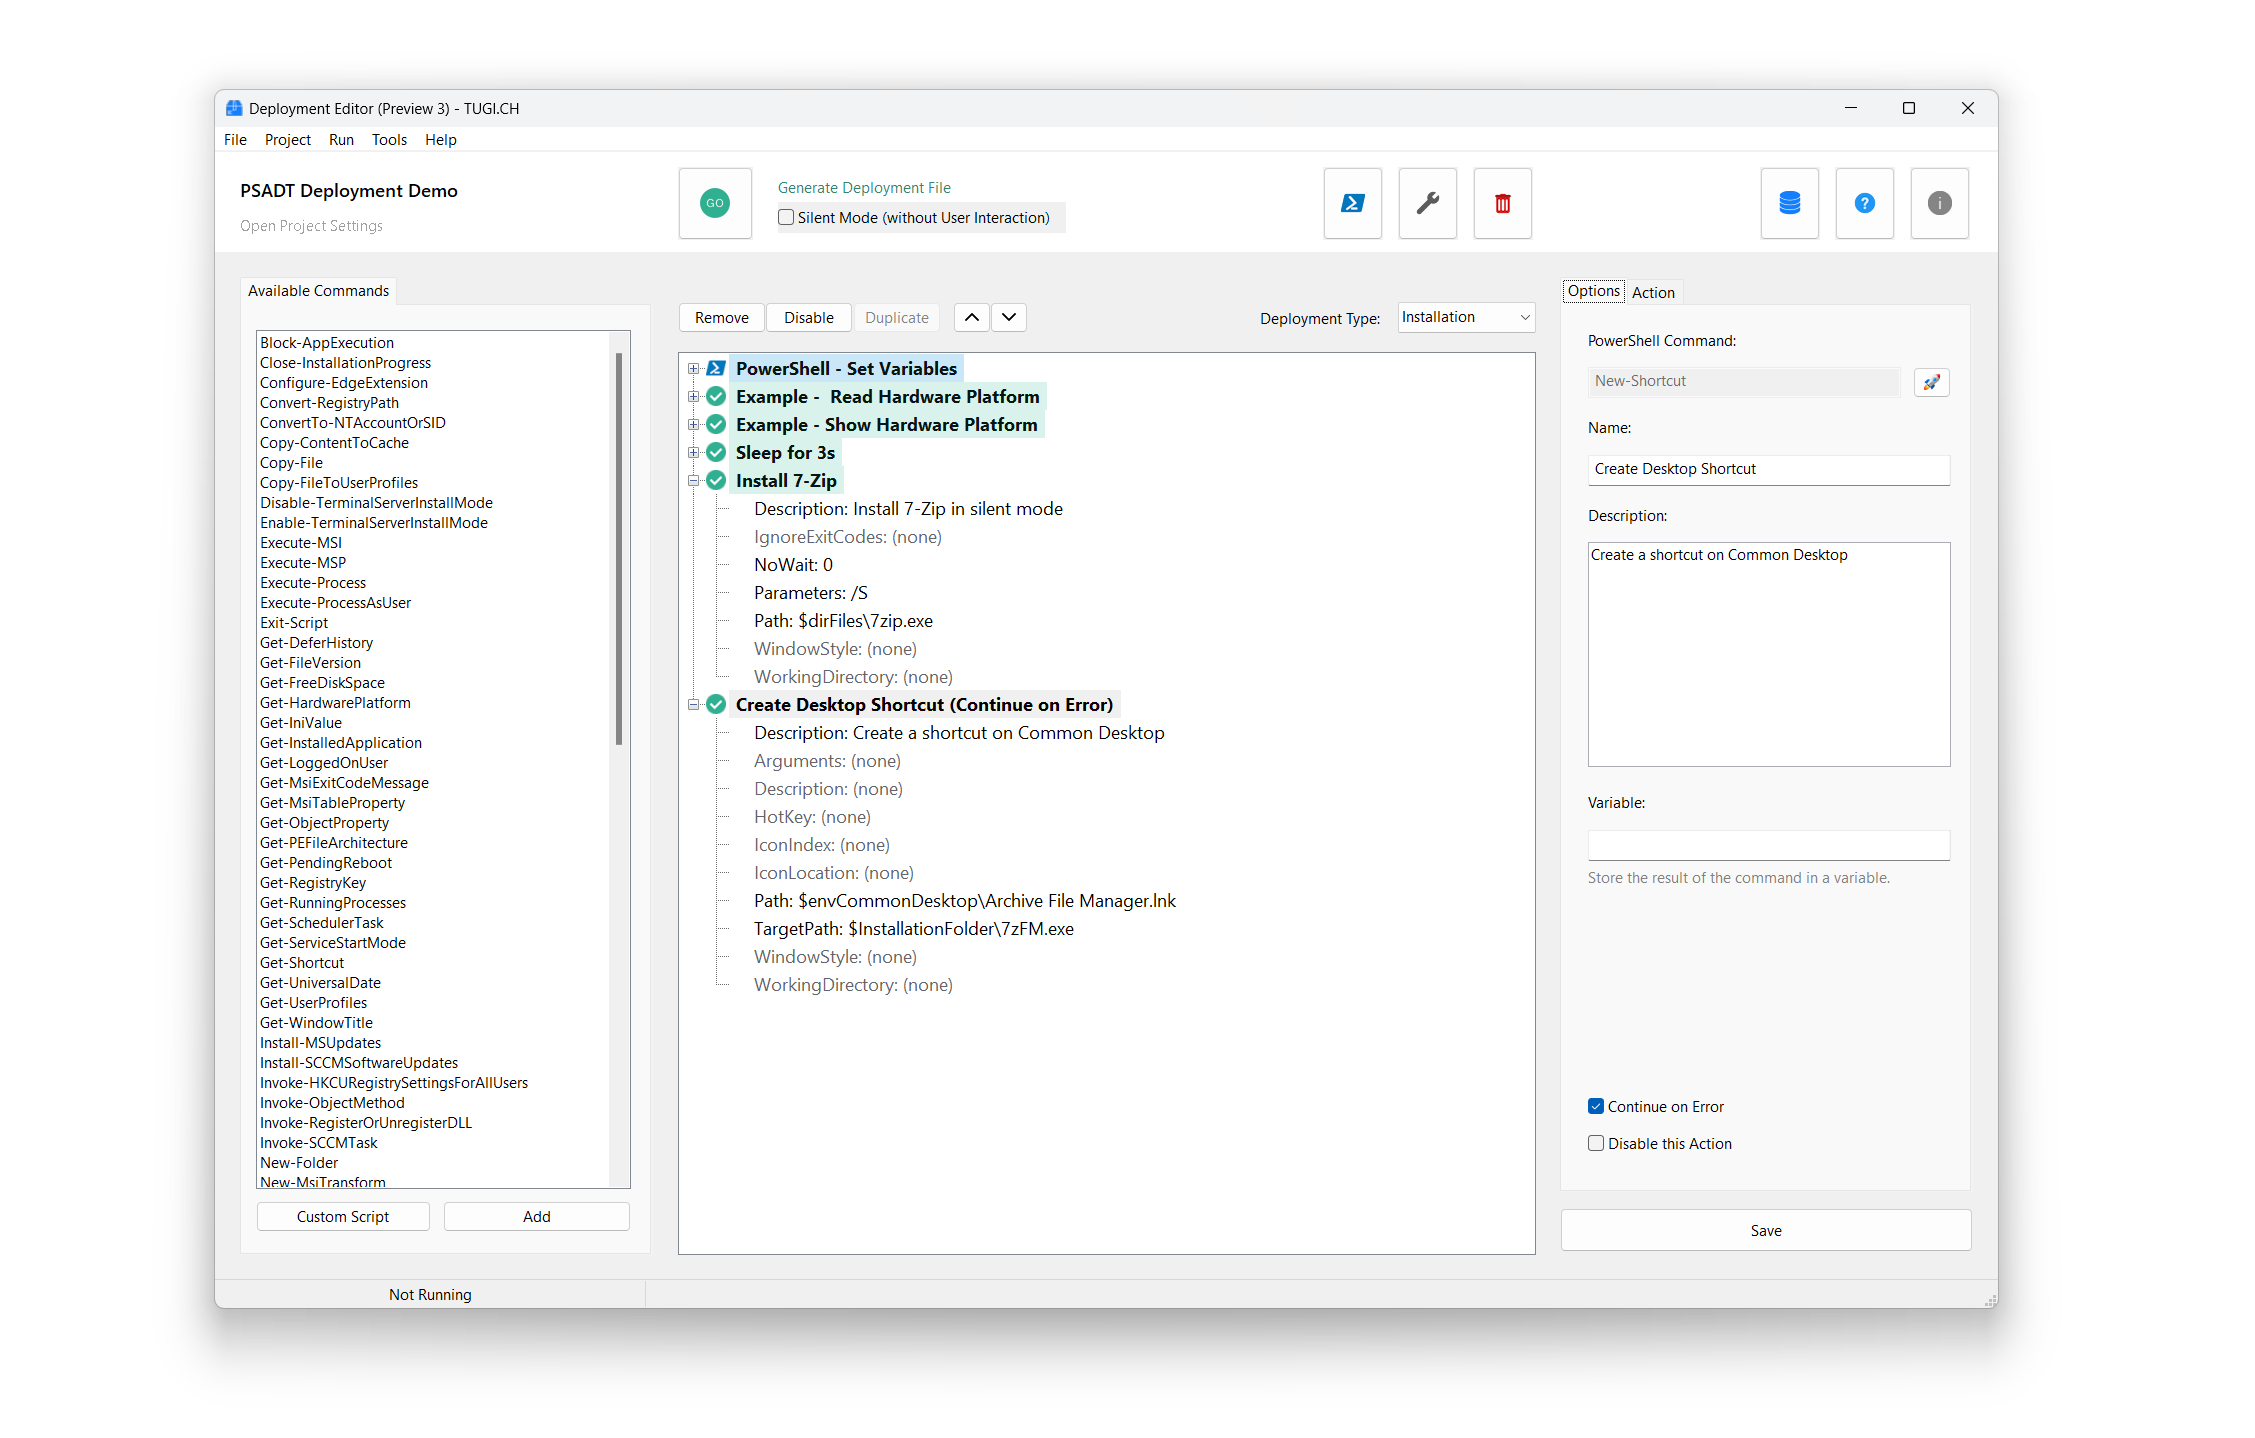 Deployment Editor (Preview 3) - TUGI.CH
File Project Run Tools Help
PSADT Deployment Demo
Open Project Settings
GO
Generate Deployment File
Silent Mode (without User Interaction)
Available Commands
Block-AppExecution
Close-InstallationProgress
Configure-EdgeExtension
Convert-RegistryPath
ConvertTo-NTAccountOrSID
Copy-ContentToCache
Copy-File
Copy-FileToUserProfiles
Disable-TerminalServerInstallMode
Enable-TerminalServerInstallMode
Execute-MSI
Execute-MSP
Execute-Process
Execute-ProcessAsUser
Exit-Script
Get-DeferHistory
Get-FileVersion
Get-FreeDiskSpace
Get-HardwarePlatform
Get-IniValue
Get-InstalledApplication
Get-LoggedOnUser
Get-MsiExitCodeMessage
Get-MsiTableProperty
Get-ObjectProperty
Get-PEFileArchitecture
Get-PendingReboot
Get-RegistryKey
Get-RunningProcesses
Get-SchedulerTask
Get-ServiceStartMode
Get-Shortcut
Get-UniversalDate
Get-UserProfiles
Get-WindowTitle
Install-MSUpdates
Install-SCCMSoftwareUpdates
Invoke-HKCURegistrySettingsForAllUsers
Invoke-ObjectMethod
Invoke-RegisterOrUnregisterDLL
Invoke-SCCMTask
New-Folder
New-MsiTransform
Custom Script Add
Remove Disable Duplicate
Deployment Type: Installation
PowerShell - Set Variables
Example -  Read Hardware Platform
Example - Show Hardware Platform
Sleep for 3s
Install 7-Zip
Description: Install 7-Zip in silent mode
IgnoreExitCodes: (none)
NoWait: 0
Parameters: /S
Path: $dirFiles\7zip.exe
WindowStyle: (none)
WorkingDirectory: (none)
Create Desktop Shortcut (Continue on Error)
Description: Create a shortcut on Common Desktop
Arguments: (none)
Description: (none)
HotKey: (none)
IconIndex: (none)
IconLocation: (none)
Path: $envCommonDesktop\Archive File Manager.lnk
TargetPath: $InstallationFolder\7zFM.exe
WindowStyle: (none)
WorkingDirectory: (none)
Options Action
PowerShell Command:
New-Shortcut
Name:
Create Desktop Shortcut
Description:
Create a shortcut on Common Desktop
Variable:
Store the result of the command in a variable.
Continue on Error
Disable this Action
Save
Not Running